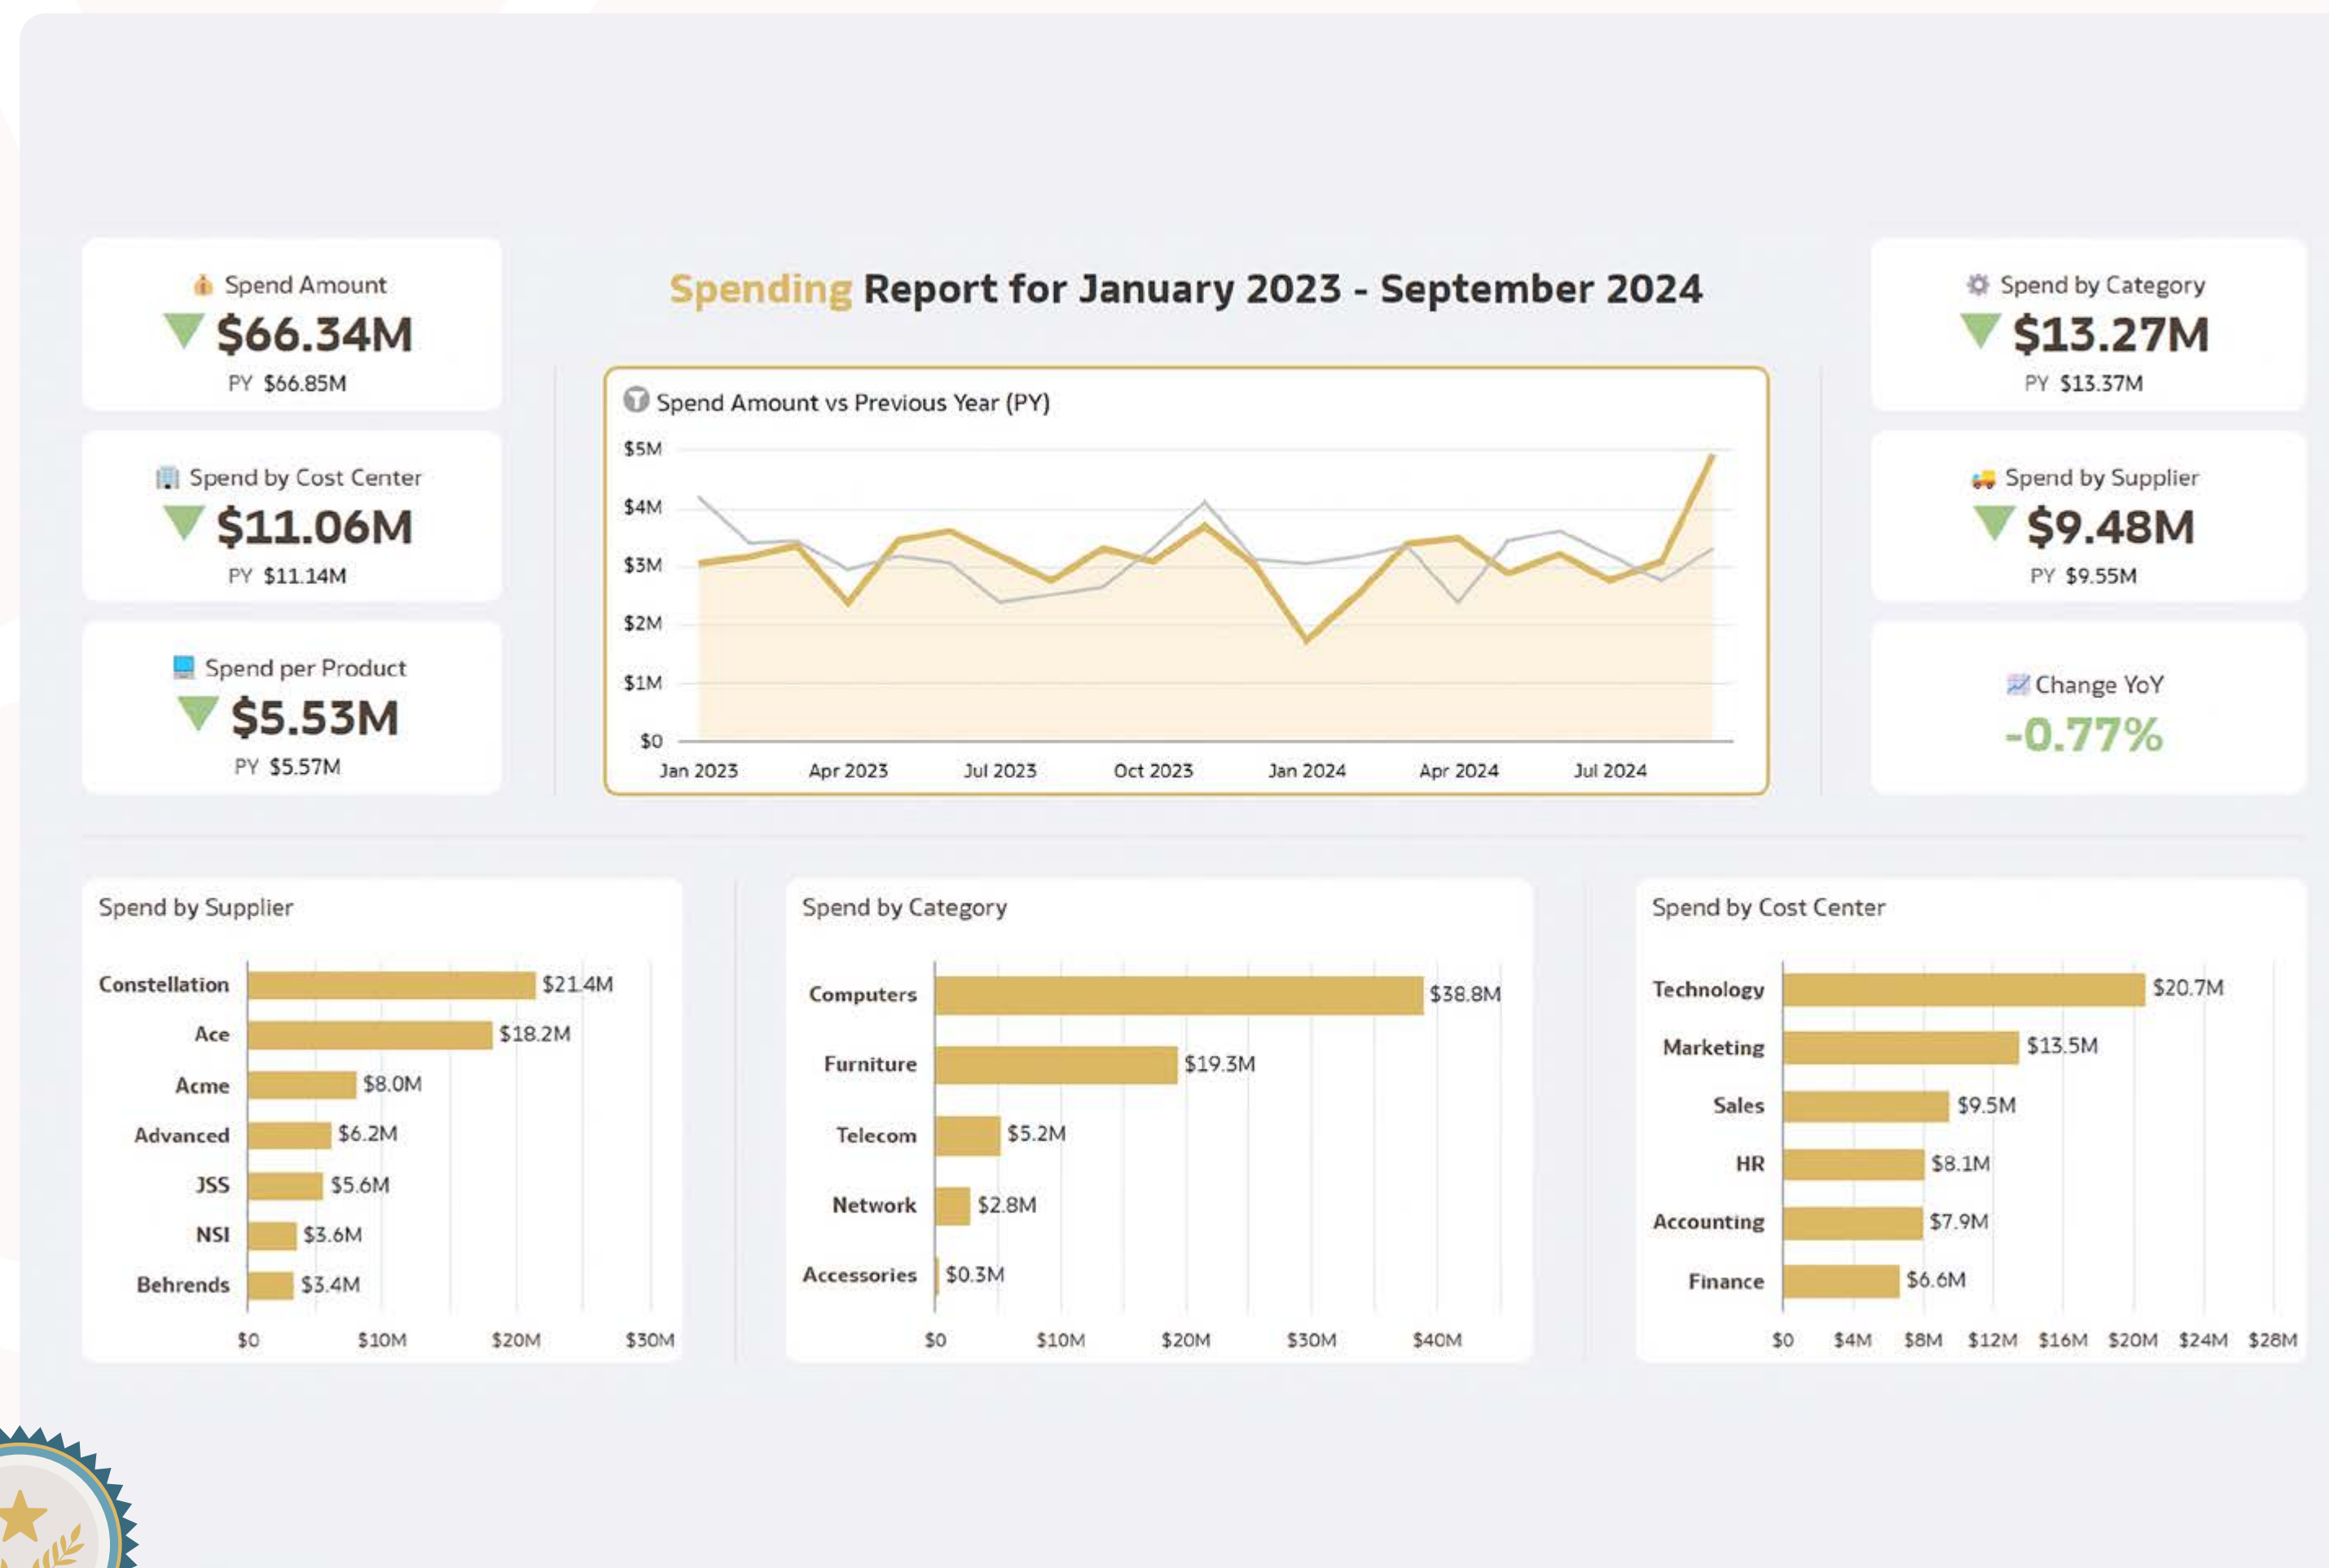 Spend Amount
$66.34M
PY $66.85M
Spend by Cost Center
$11.06M
PY $11.14M
Spend per Product
$5.53M
PY $5.57M
Spending Report for January 2023 - September 2024
Spend Amount vs Previous Year (PY)
$5M
$4M
$3M
$2M
$1M
$0
Jan 2023 Apr 2023 Jul 2023 Oct 2023 Jan 2024 Apr 2024 Jul 2024
Spend by Category
$13.27M
PY $13.37M
Spend by Supplier
$9.48M
PY $9.55M
Change YoY
-0.77%
Spend by Supplier
Constellation $21.4M
Ace $18.2M
Acme $8.0M
Advanced $6.2M
JSS $5.6M
NSI $3.6M
Behrends $3.4M
$0 $10M $20M $30M
Spend by Category
Computers $38.8M
Furniture $19.3M
Telecom $5.2M
Network $2.8M
Accessories $0.3M
$0 $10M $20M $30M $40M
Spend by Cost Center
Technology $20.7M
Marketing $13.5M
Sales $9.5M
HR $8.1M
Accounting $7.9M
Finance $6.6M
$0 $4M $8M $12M $16M $20M $24M $28M